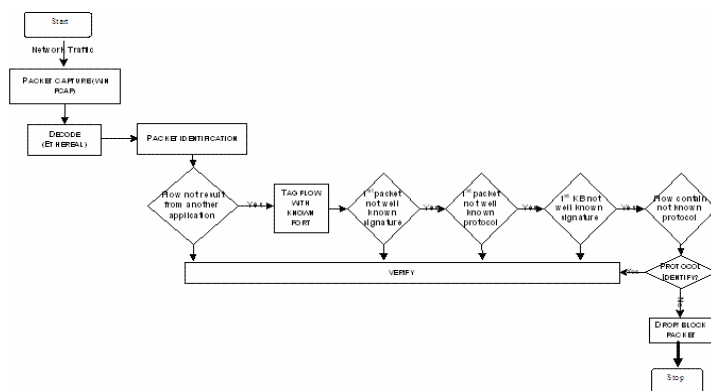 Start
Network Traffic
PACKET CAPTURE (WIN
PCAP)
DECODE
(ETHEREAL)
PACKET IDENTIFICATION
Flow not result
from another
application
Yes
TAG FLOW
WITH
KNOWN
PORT
1st packet
not well
known
signature
Yes
1st packet
not well
known
protocol
Yes
1st KB not
well known
signature
Yes
Flow contain
not known
protocol
VERIFY
Yes
PROTOCOL
IDENTIFY?
No
DROP/BLOCK
PACKET
Stop